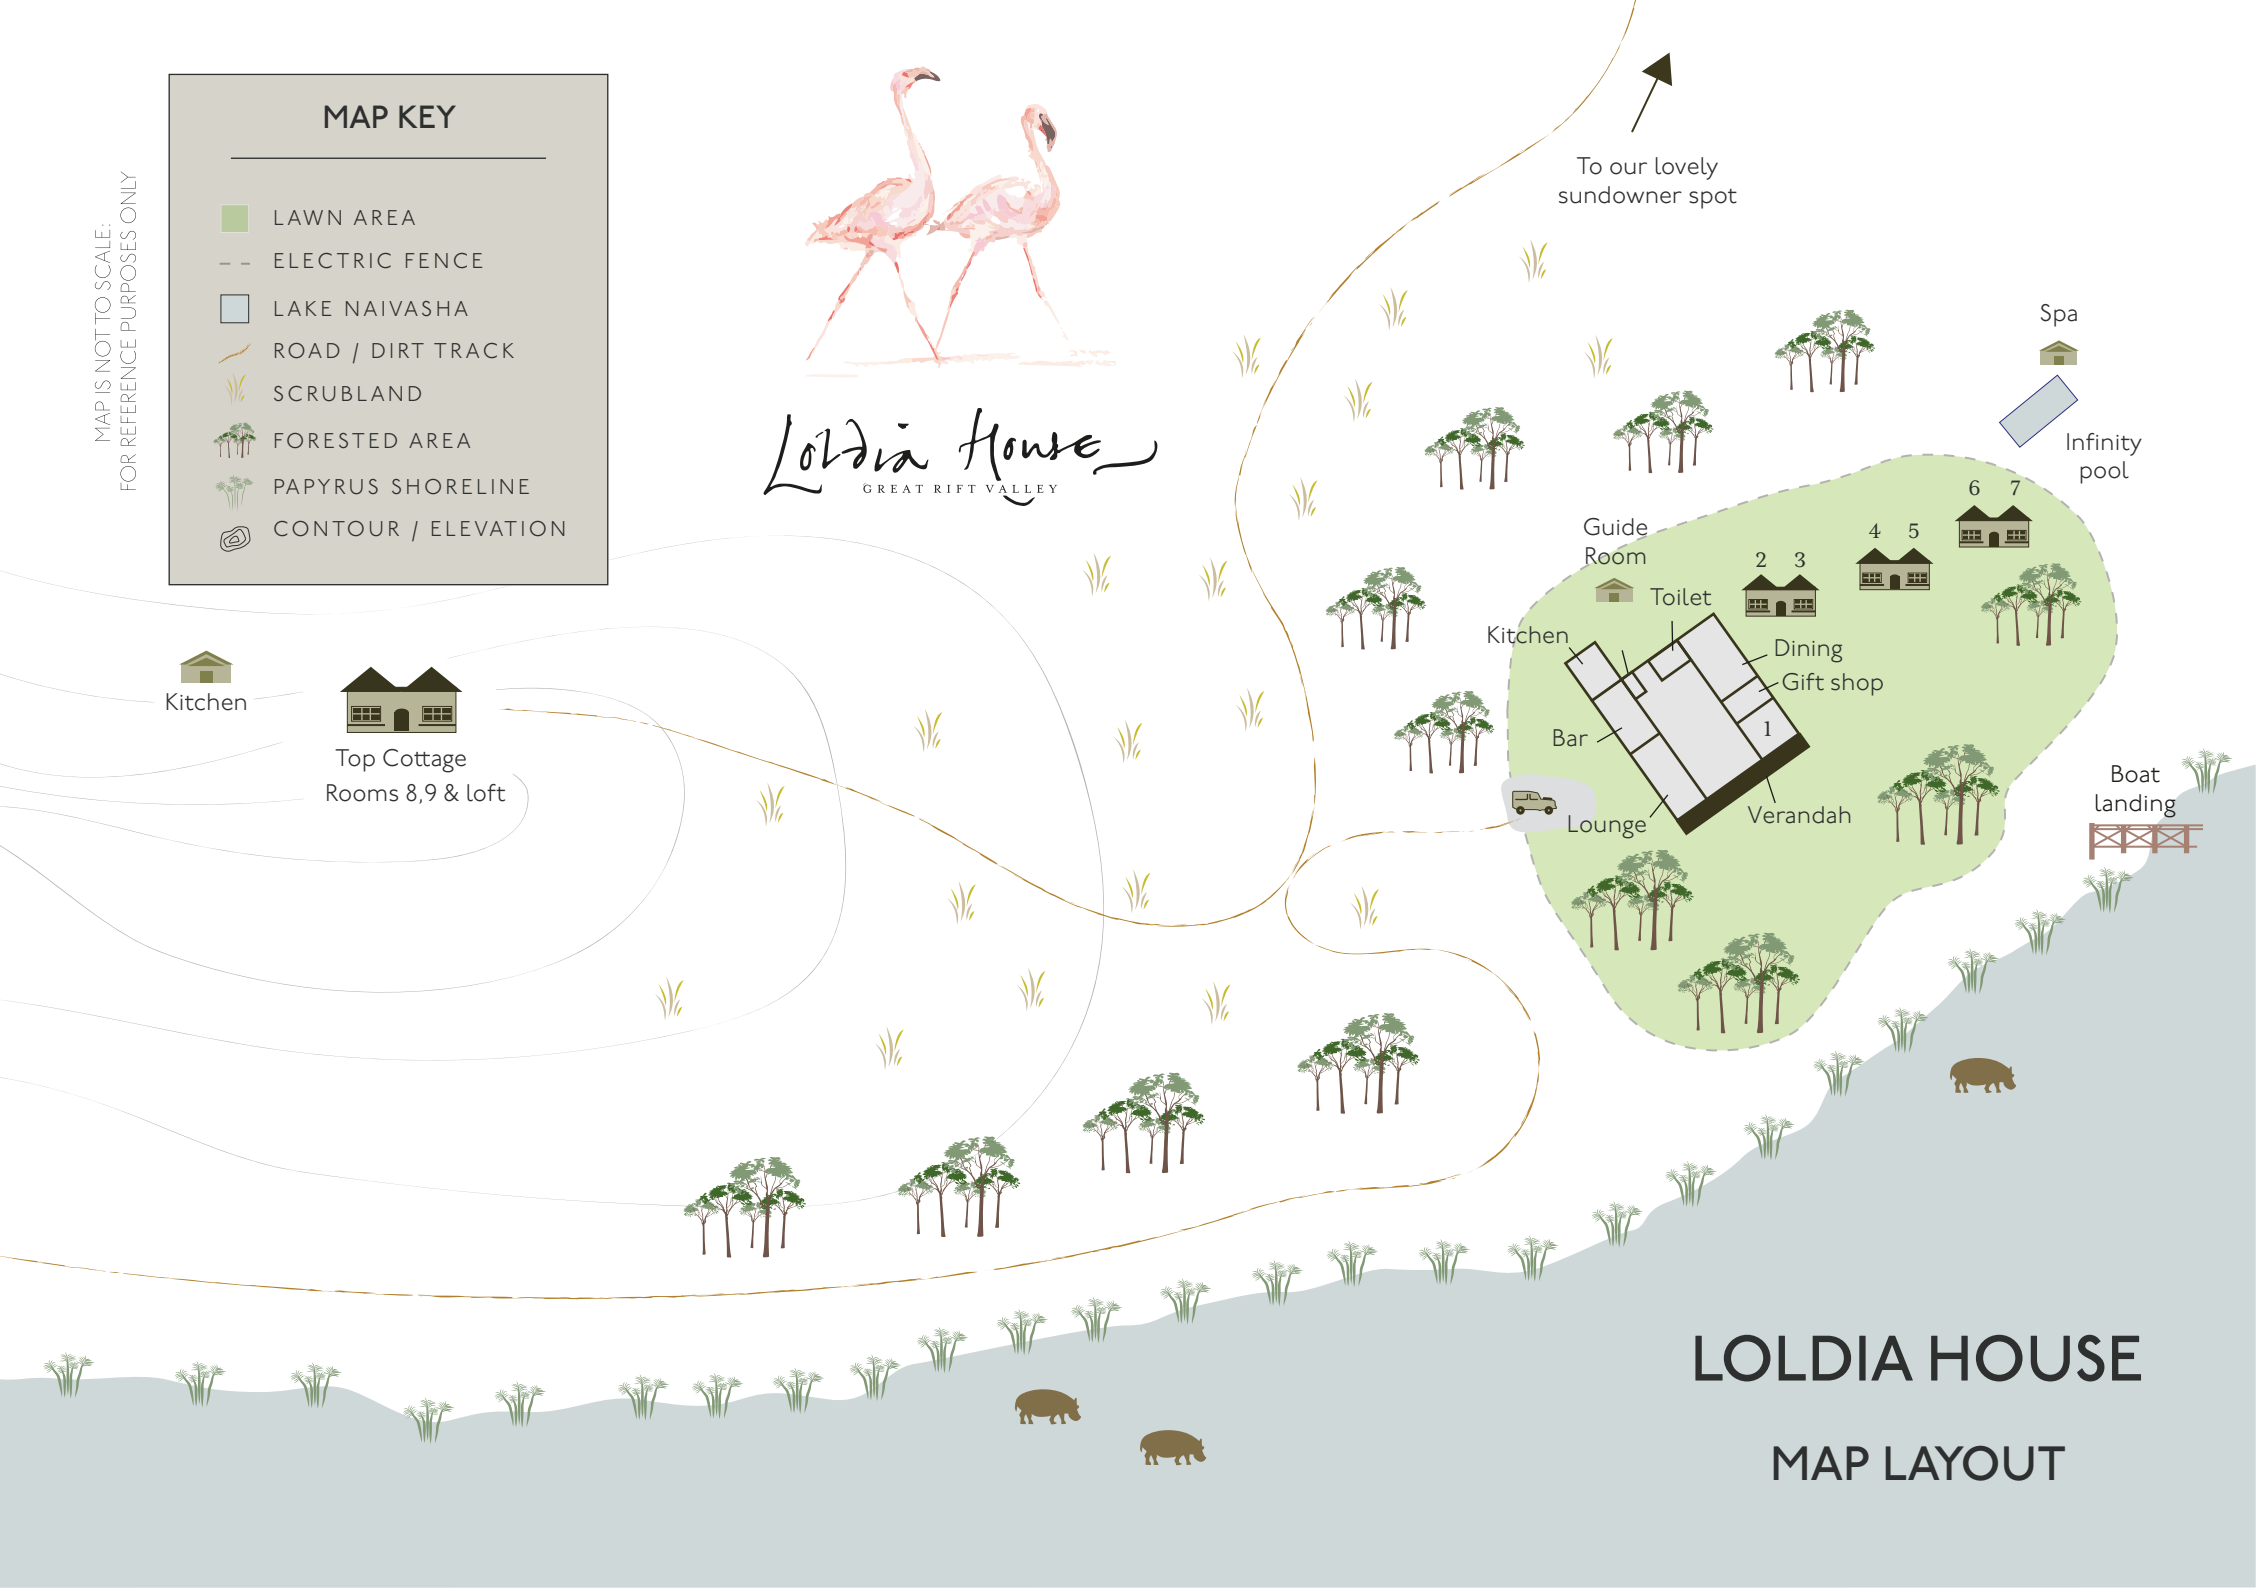 MAP KEY
LAWN AREA
ELECTRIC FENCE
LAKE NAIVASHA
ROAD / DIRT TRACK
SCRUBLAND
FORESTED AREA
PAPYRUS SHORELINE
CONTOUR / ELEVATION
MAP IS NOT TO SCALE:
FOR REFERENCE PURPOSES ONLY
Loldia House
GREAT RIFT VALLEY
To our lovely
sundowner spot
Spa
Infinity
pool
6 7
4 5
2 3
Guide
Room
Toilet
Kitchen
Dining
Gift shop
1
Bar
Lounge
Verandah
Boat
landing
Kitchen
Top Cottage
Rooms 8,9 & loft
LOLDIA HOUSE
MAP LAYOUT